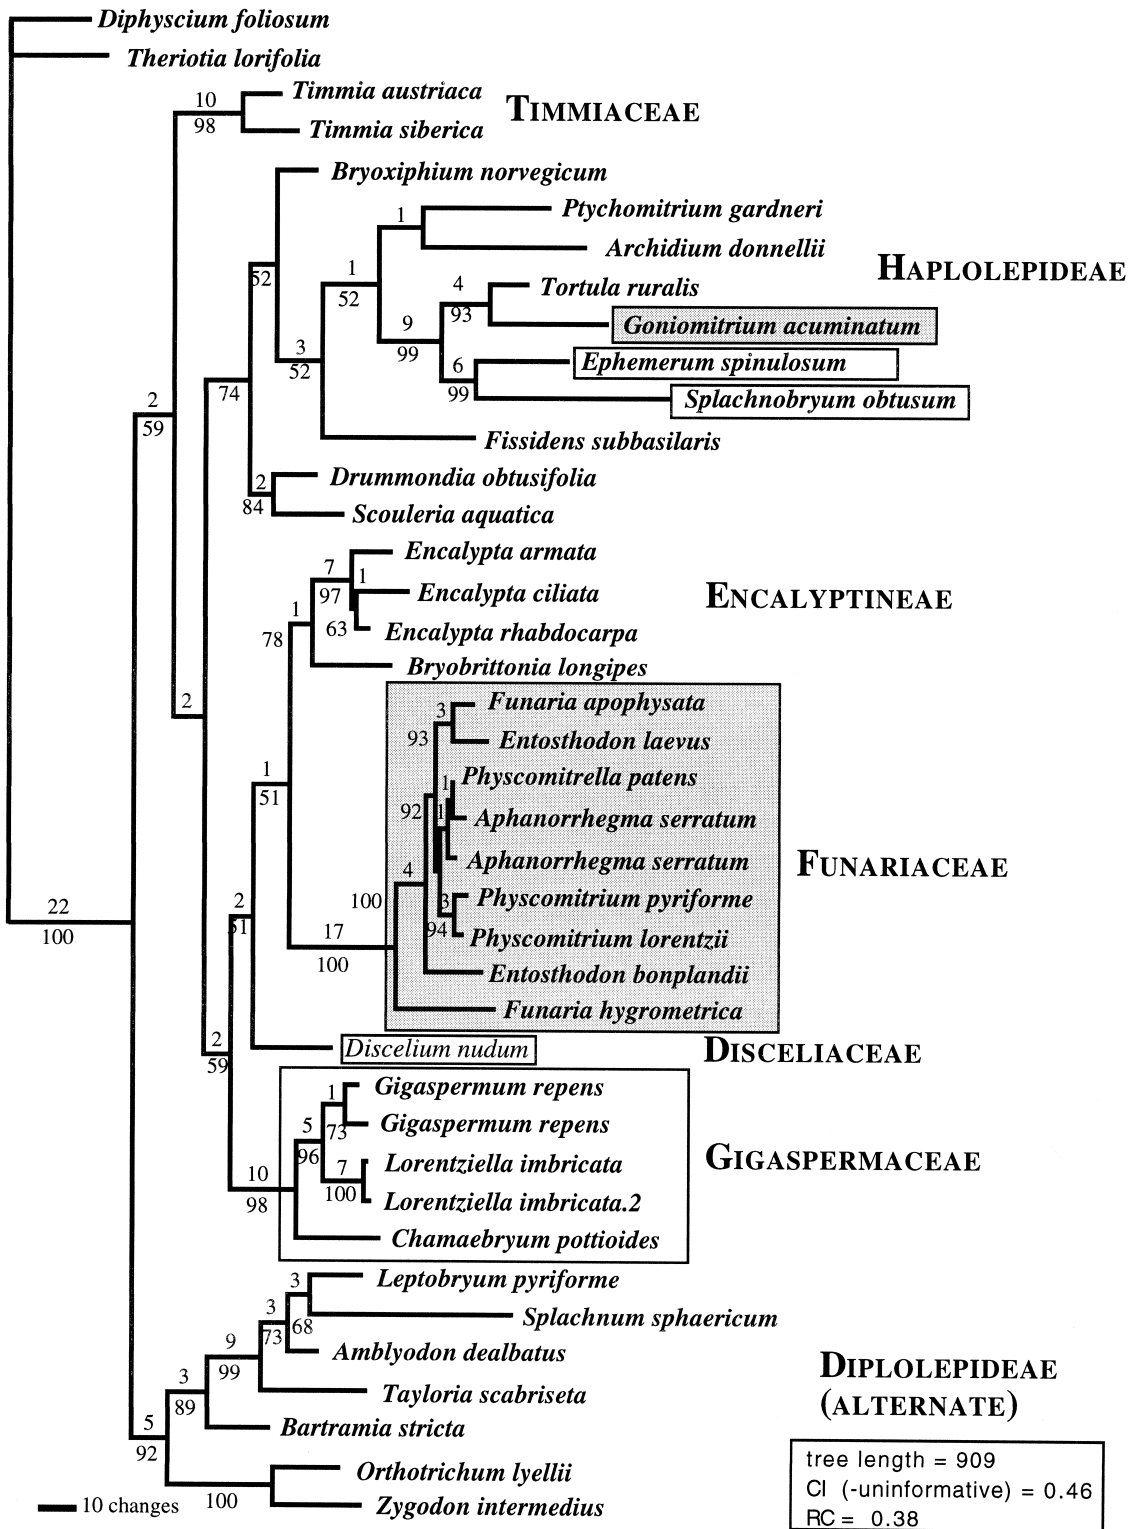 Diphyscium foliosum
Theriotia lorifolia
10
98
Timmia austriaca
Timmia siberica
TIMMIACEAE
Bryoxiphium norvegicum
1
Ptychomitrium gardneri
Archidium donnellii
HAPLOLEPIDEAE
52
1
52
4
93
Tortula ruralis
Goniomitrium acuminatum
9
99
3
52
6
99
Ephemerum spinulosum
Splachnobryum obtusum
74
2
59
Fissidens subbasilaris
2
84
Drummondia obtusifolia
Scouleria aquatica
Encalypta armata
7
97
1
Encalypta ciliata
ENCALYPTINEAE
1
78
63
Encalypta rhabdocarpa
Bryobrittonia longipes
2
3
93
Funaria apophysata
Entosthodon laevus
1
51
1
Physcomitrella patens
92
1
Aphanorrhegma serratum
Aphanorrhegma serratum
FUNARIACEAE
4
100
3
94
Physcomitrium pyriforme
Physcomitrium lorentzii
2
51
22
100
17
100
Entosthodon bonplandii
Funaria hygrometrica
2
59
Discelium nudum
DISCELIACEAE
1
73
Gigaspermum repens
Gigaspermum repens
5
96
7
100
Lorentziella imbricata
Lorentziella imbricata.2
GIGASPERMACEAE
10
98
Chamaebryum pottioides
3
68
Leptobryum pyriforme
Splachnum sphaericum
3
73
Amblyodon dealbatus
9
99
Tayloria scabriseta
3
89
Bartramia stricta
5
92
DIPLOLEPIDEAE
(ALTERNATE)
Orthotrichum lyellii
100
Zygodon intermedius
10 changes
tree length = 909
CI (-uninformative) = 0.46
RC = 0.38